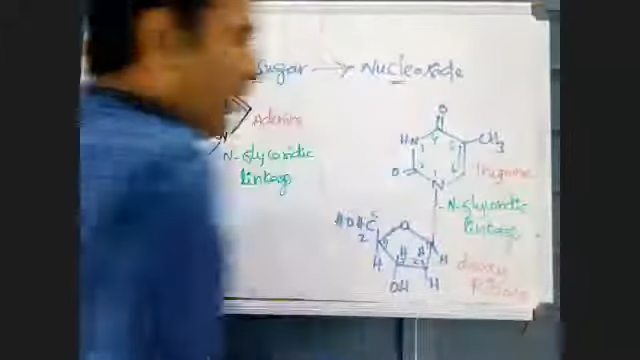 sugar → Nucleoside
Adenine
N-glycosidic
linkage
O
HN
CH3
O
N
Thymine
N-glycosidic
linkage
HOH2C
O
H
H
H
H
OH
H
deoxy
Ribose